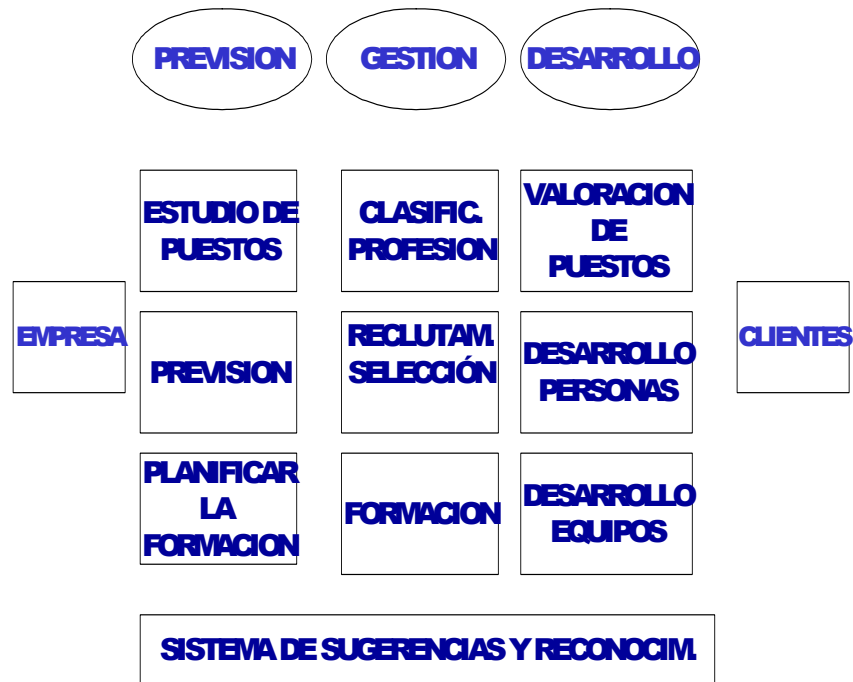 PREVISION
GESTION
DESARROLLO
ESTUDIO DE
PUESTOS
CLASIFIC.
PROFESION
VALORACION
DE
PUESTOS
EMPRESA
PREVISION
RECLUTAM.
SELECCIÓN
DESARROLLO
PERSONAS
CLIENTES
PLANIFICAR
LA
FORMACION
FORMACION
DESARROLLO
EQUIPOS
SISTEMA DE SUGERENCIAS Y RECONOCIM.